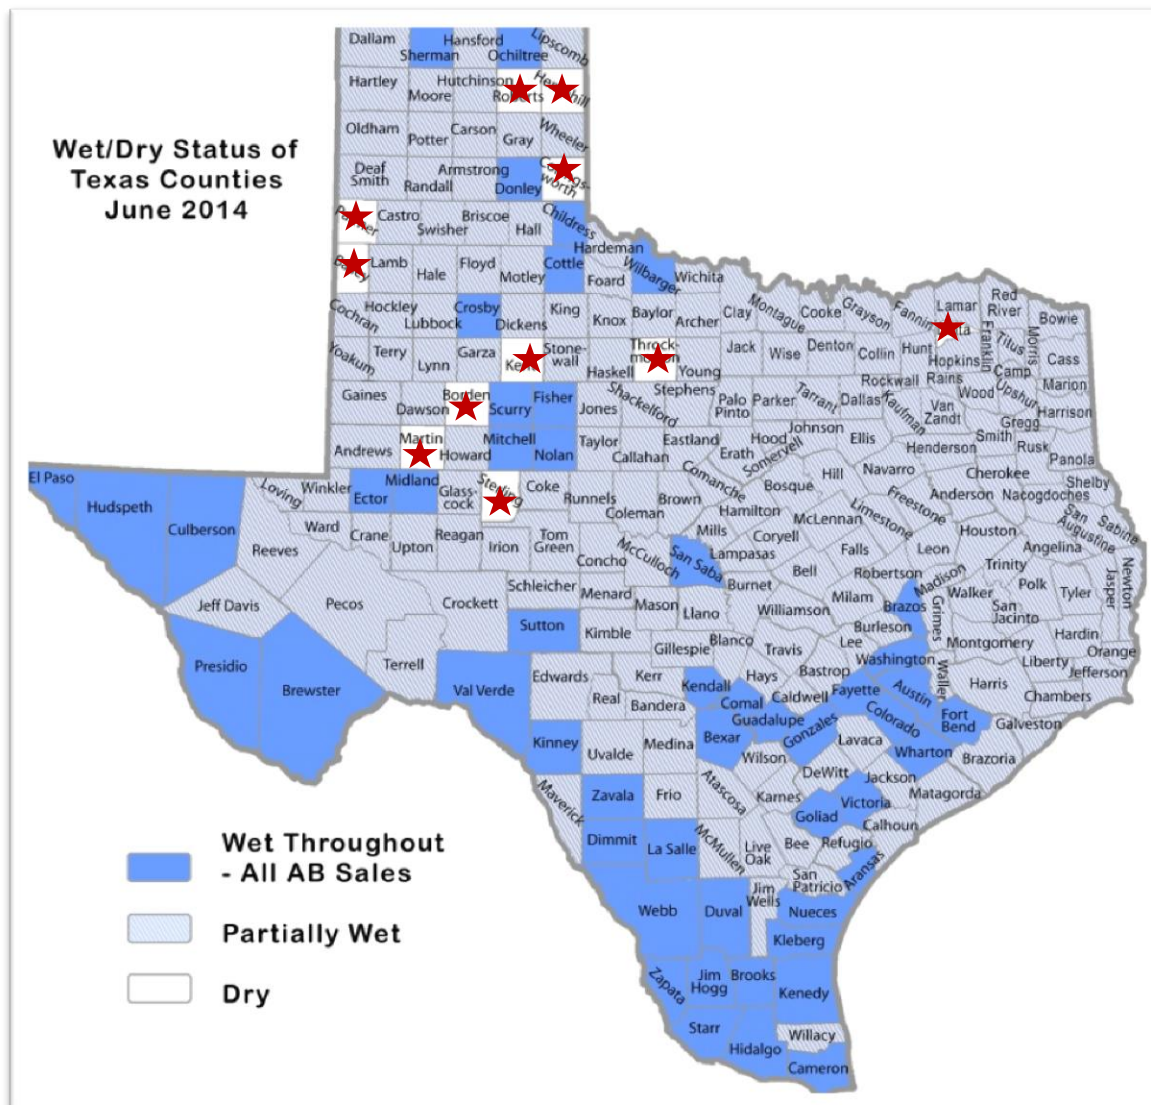 Wet/Dry Status of
Texas Counties
June 2014
Dallam Hansford Lipscomb
Sherman Ochiltree
Hartley Hutchinson
Moore
Oldham Potter Carson Gray Wheeler
Deaf
Smith Randall Armstrong Donley
Castro Swisher Briscoe Hall Childress
Hardeman
Lamb Hale Floyd Motley Cottle Foard Wilbarger Wichita
Cochran Hockley Lubbock Crosby Dickens King Knox Baylor Archer Clay Montague Cooke Grayson Fannin Lamar Red
River Bowie
Yoakum Terry Lynn Garza Stone-
wall Haskell Throck- Young Jack Wise Denton Collin Hunt Hopkins Franklin Titus Morris Camp Cass
Gaines Dawson Borden Scurry Fisher Jones Shackelford Stephens Palo
Pinto Parker Tarrant Dallas Rockwall Kaufman Rains Van
Zandt Wood Upshur Gregg Marion Harrison
Andrews Martin Howard Mitchell Nolan Taylor Callahan Eastland Erath Hood Somervell Johnson Ellis Henderson Smith Rusk Panola
El Paso Hudspeth Culberson
Loving Winkler Ector Midland Glass-
cock Coke Runnels Coleman Brown Comanche Hamilton Bosque Hill Navarro Freestone Anderson Cherokee Nacogdoches Shelby
Reeves Ward Crane Upton Reagan Irion Tom
Green Concho McCulloch San Saba Mills Lampasas Coryell McLennan Limestone Falls Leon Houston Angelina San
Augustine Sabine
Jeff Davis Pecos Crockett Schleicher Menard Mason Llano Burnet Bell Williamson Milam Robertson Brazos Madison Grimes Walker Trinity San
Jacinto Polk Tyler Jasper Newton
Presidio Brewster Terrell Val Verde Sutton Kimble Gillespie Blanco Travis Lee Burleson Washington Waller Montgomery Liberty Hardin Orange
Jefferson
Edwards Real Kerr Bandera Kendall Comal Hays Caldwell Bastrop Fayette Austin Harris Chambers
Kinney Uvalde Medina Bexar Guadalupe Gonzales Colorado Fort
Bend Galveston
Wilson Lavaca Wharton Brazoria
Maverick Zavala Frio Atascosa Karnes DeWitt Jackson Matagorda
Victoria
Goliad
Calhoun
Dimmit La Salle McMullen Live
Oak Bee Refugio Aransas
San
Patricio
Webb Duval Jim
Wells Nueces
Kleberg
Zapata Jim
Hogg Brooks Kenedy
Starr Hidalgo Willacy
Cameron
Wet Throughout
- All AB Sales
Partially Wet
Dry